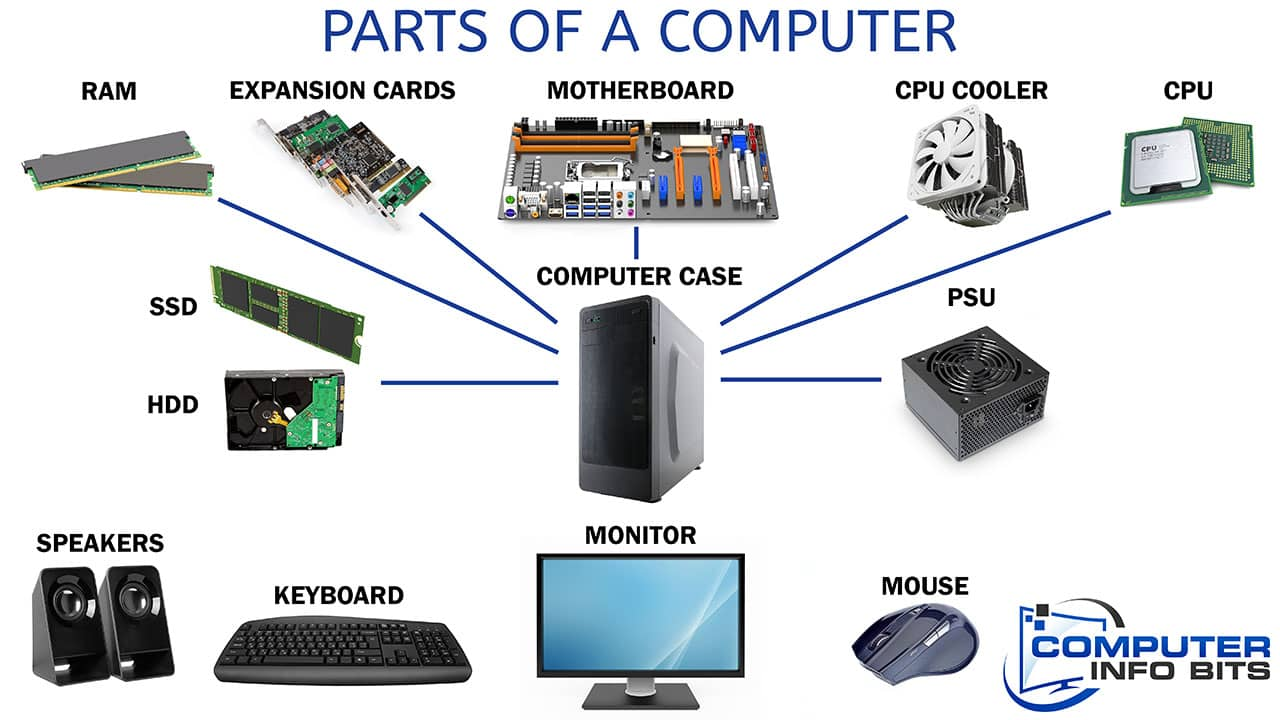 PARTS OF A COMPUTER
RAM
EXPANSION CARDS
MOTHERBOARD
CPU COOLER
CPU
CPU
COMPUTER CASE
SSD
PSU
HDD
SPEAKERS
MONITOR
KEYBOARD
MOUSE
COMPUTER
INFO BITS